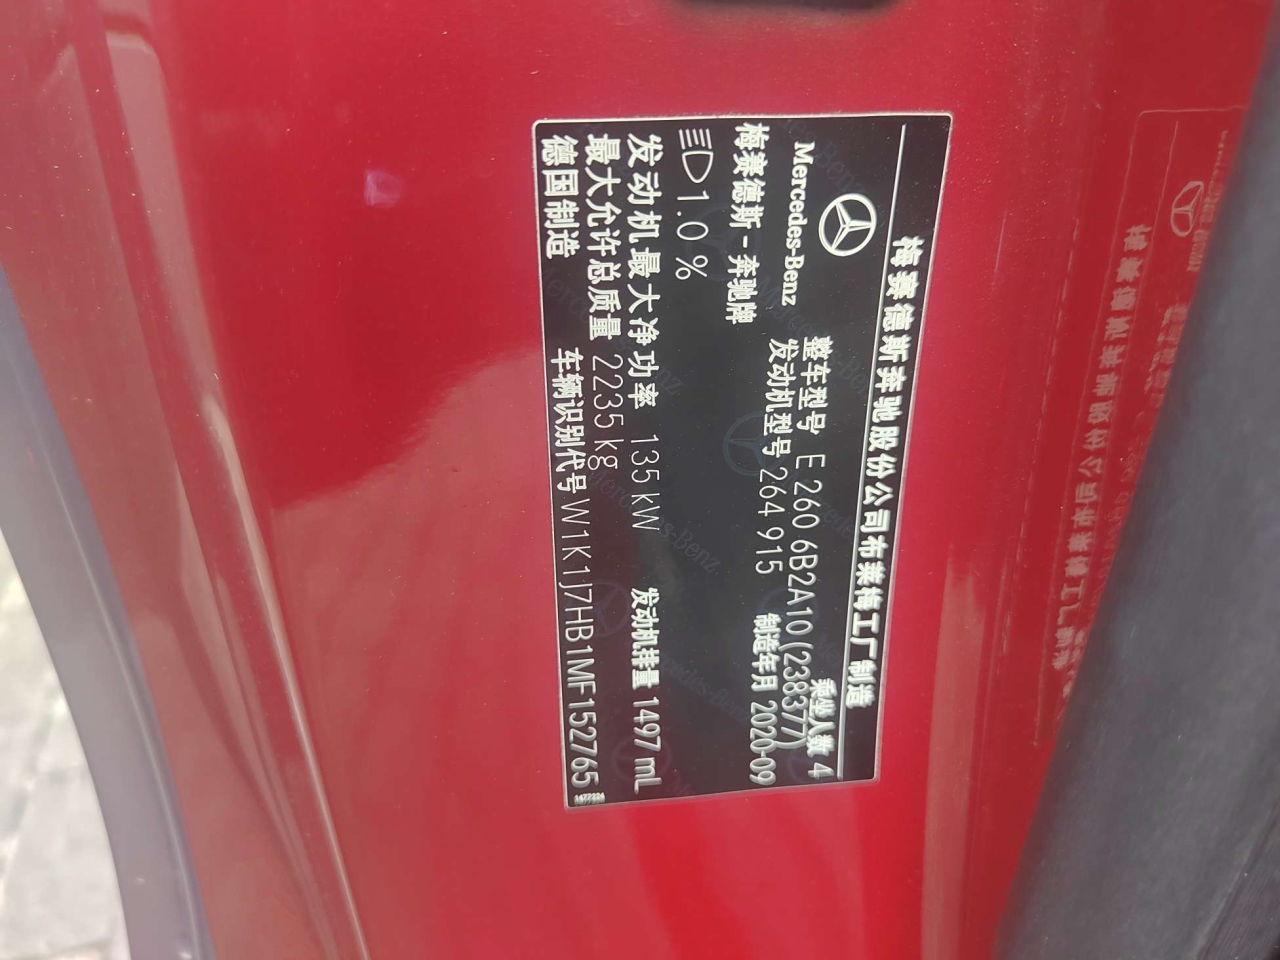 梅赛德斯奔驰股份公司布莱梅工厂制造
Mercedes-Benz
乘坐人数 4
整车型号 E 260 6B2A10(238377)
梅赛德斯-奔驰牌
发动机型号 264 915
制造年月 2020-09
1.0 %
发动机最大净功率 135 kW
发动机排量 1497 mL
最大允许总质量 2235 kg
德国制造
车辆识别代号 W1K1J7HB1MF152765